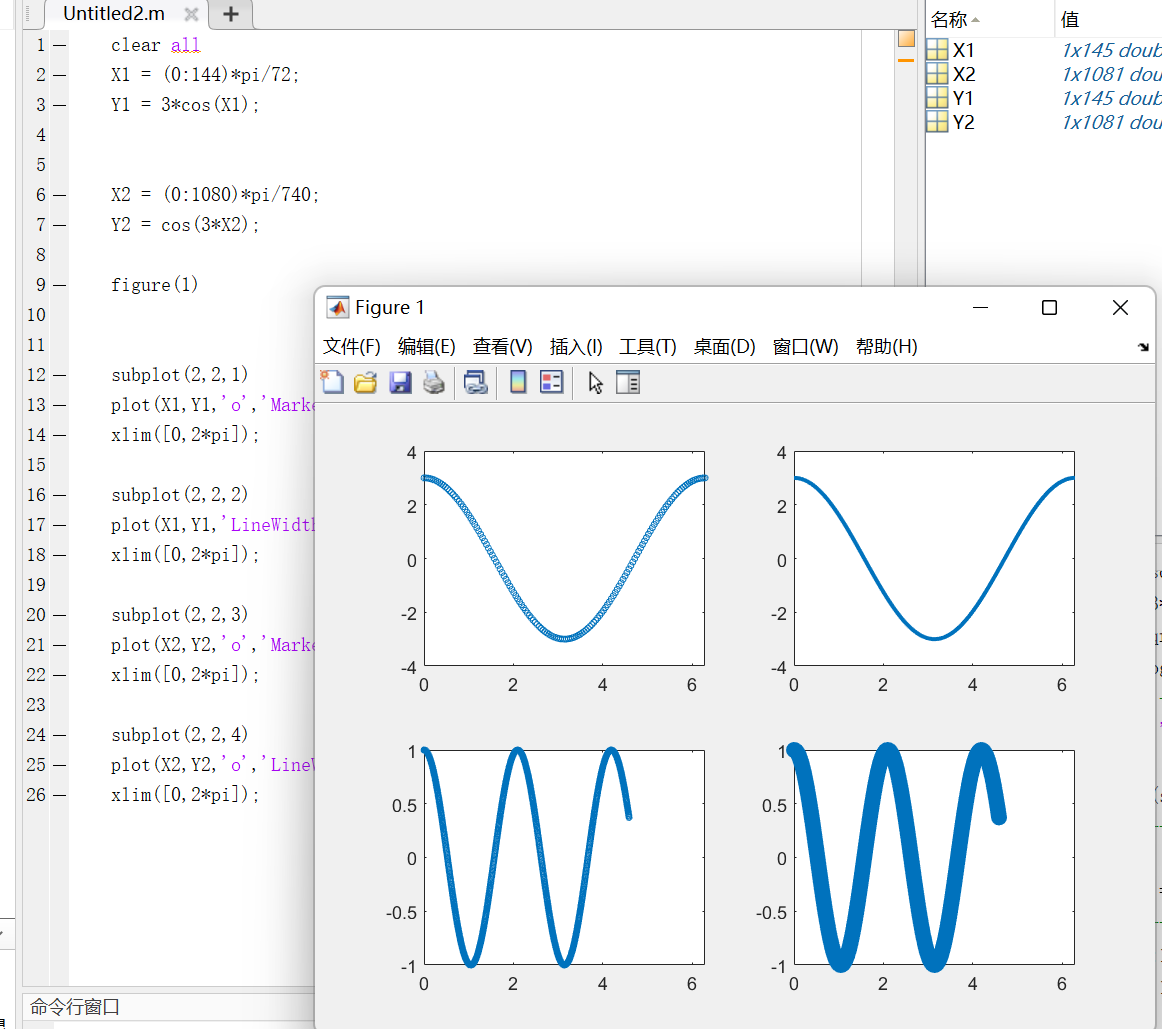 Untitled2.m
名称 值
1 clear all
2 X1 = (0:144)*pi/72;
3 Y1 = 3*cos(X1);
4
5
6 X2 = (0:1080)*pi/740;
7 Y2 = cos(3*X2);
8
9 figure(1)
10
11
12 subplot(2,2,1)
13 plot(X1,Y1,'o','Marke
14 xlim([0,2*pi]);
15
16 subplot(2,2,2)
17 plot(X1,Y1,'LineWidth
18 xlim([0,2*pi]);
19
20 subplot(2,2,3)
21 plot(X2,Y2,'o','Marke
22 xlim([0,2*pi]);
23
24 subplot(2,2,4)
25 plot(X2,Y2,'o','LineW
26 xlim([0,2*pi]);
X1 1x145 doub
X2 1x1081 dou
Y1 1x145 doub
Y2 1x1081 dou
Figure 1
文件(F) 编辑(E) 查看(V) 插入(I) 工具(T) 桌面(D) 窗口(W) 帮助(H)
4
2
0
-2
-4
0 2 4 6
4
2
0
-2
-4
0 2 4 6
1
0.5
0
-0.5
-1
0 2 4 6
1
0.5
0
-0.5
-1
0 2 4 6
命令行窗口